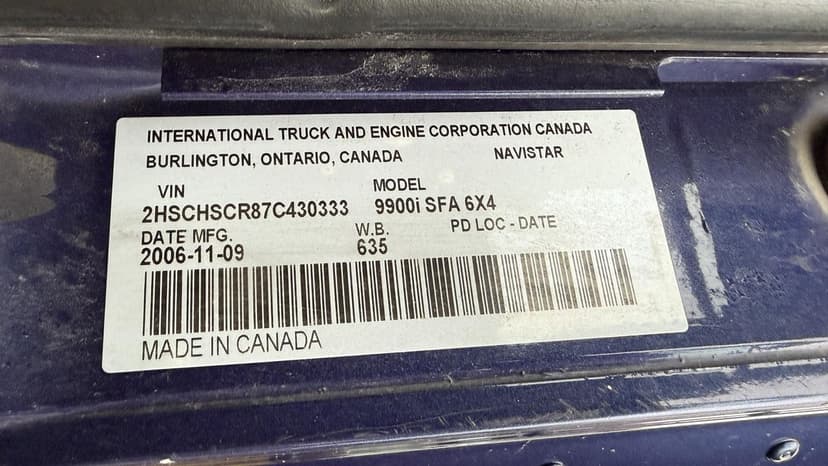 INTERNATIONAL TRUCK AND ENGINE CORPORATION CANADA
BURLINGTON, ONTARIO, CANADA NAVISTAR
VIN MODEL
2HSCHSCR87C430333 9900i SFA 6X4
DATE MFG. W.B. PD LOC - DATE
2006-11-09 635
MADE IN CANADA